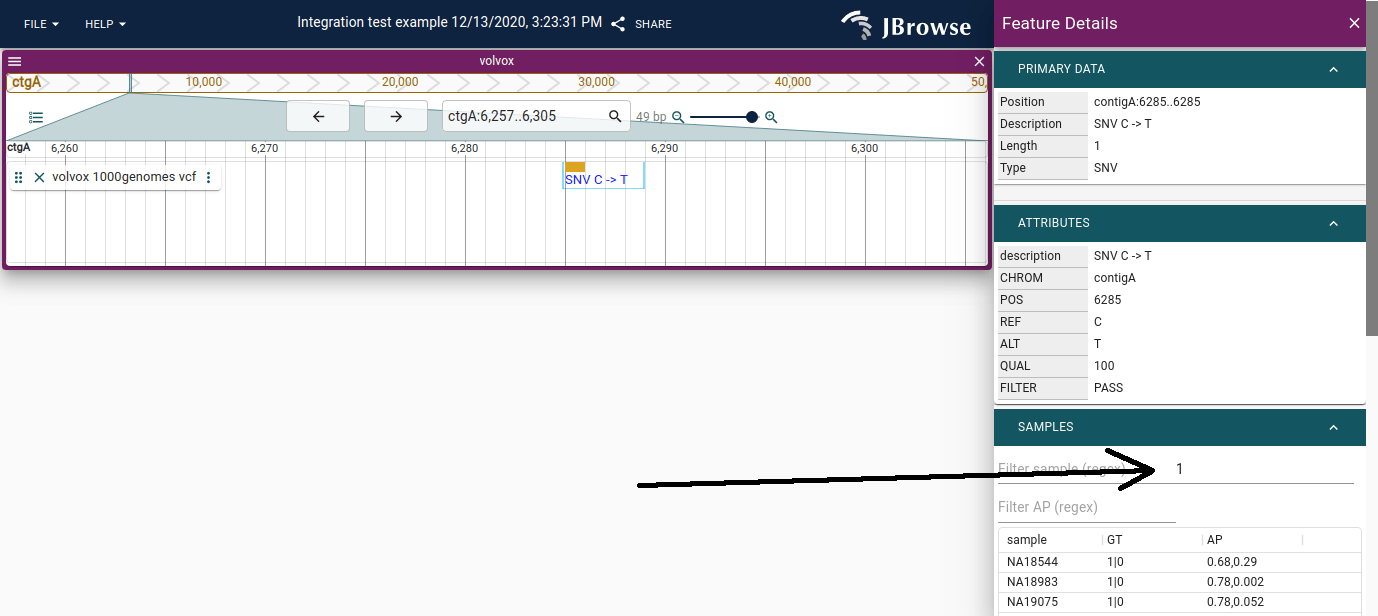 FILE HELP Integration test example 12/13/2020, 3:23:31 PM SHARE JBrowse
volvox
ctgA 10,000 20,000 30,000 40,000 50,
ctgA:6,257..6,305 49 bp
ctgA 6,260 6,270 6,280 6,290 6,300
volvox 1000genomes vcf
SNV C -> T
Feature Details
PRIMARY DATA
Position contigA:6285..6285
Description SNV C -> T
Length 1
Type SNV
ATTRIBUTES
description SNV C -> T
CHROM contigA
POS 6285
REF C
ALT T
QUAL 100
FILTER PASS
SAMPLES
Filter sample (regex) 1
Filter AP (regex)
sample GT AP
NA18544 1|0 0.68,0.29
NA18983 1|0 0.78,0.002
NA19075 1|0 0.78,0.052